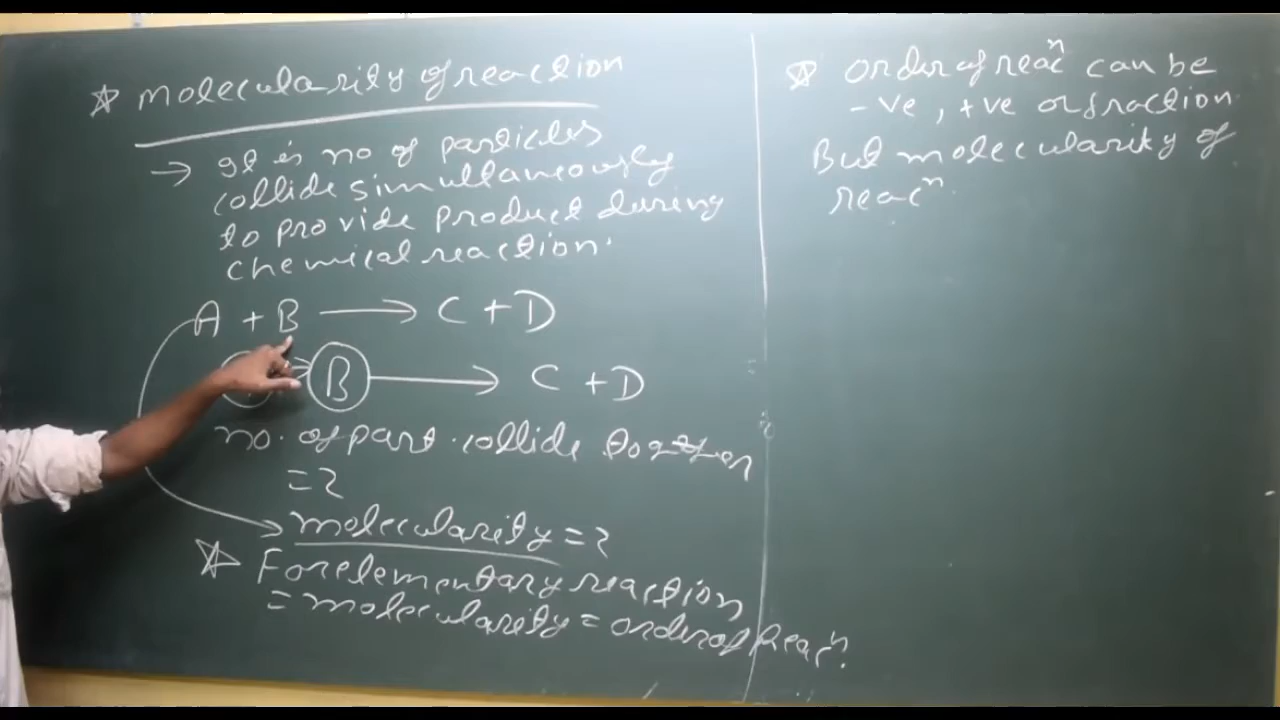 ☆ molecularity of reaction
→ It is no of particles
collide simultaneously
to provide product during
chemical reaction.
A + B → C + D
B → C + D
no. of part. collide together
= 2
molecularity = 2
☆ For elementary reaction
= molecularity = order of Reacⁿ.
☆ order of reacⁿ can be
-ve, +ve or fraction
But molecularity of
reacⁿ